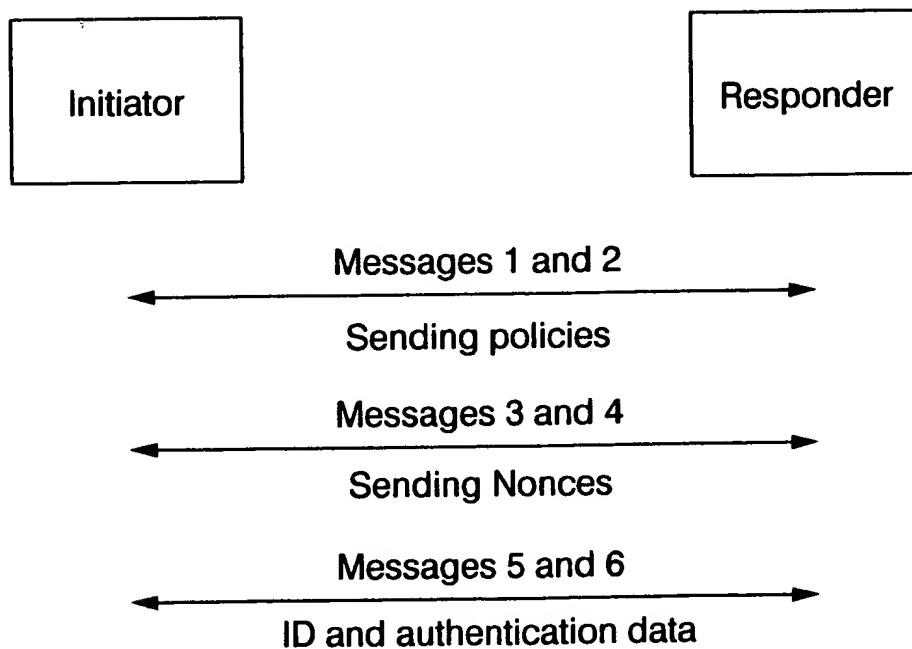 Initiator
Responder
Messages 1 and 2
Sending policies
Messages 3 and 4
Sending Nonces
Messages 5 and 6
ID and authentication data